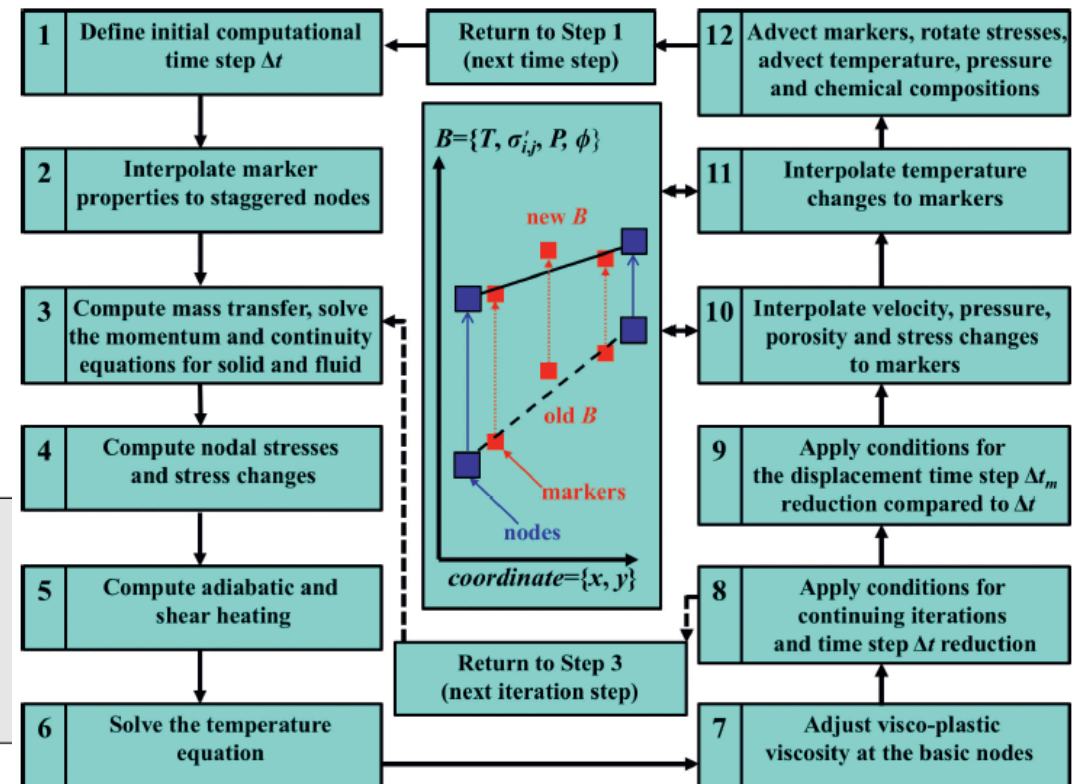 1
Define initial computational
time step Δt
2
Interpolate marker
properties to staggered nodes
3
Compute mass transfer, solve
the momentum and continuity
equations for solid and fluid
4
Compute nodal stresses
and stress changes
5
Compute adiabatic and
shear heating
6
Solve the temperature
equation
Return to Step 1
(next time step)
B={T, σ′i,j, P, ϕ}
new B
old B
markers
nodes
coordinate={x, y}
Return to Step 3
(next iteration step)
12
Advect markers, rotate stresses,
advect temperature, pressure
and chemical compositions
11
Interpolate temperature
changes to markers
10
Interpolate velocity, pressure,
porosity and stress changes
to markers
9
Apply conditions for
the displacement time step Δtm
reduction compared to Δt
8
Apply conditions for
continuing iterations
and time step Δt reduction
7
Adjust visco-plastic
viscosity at the basic nodes